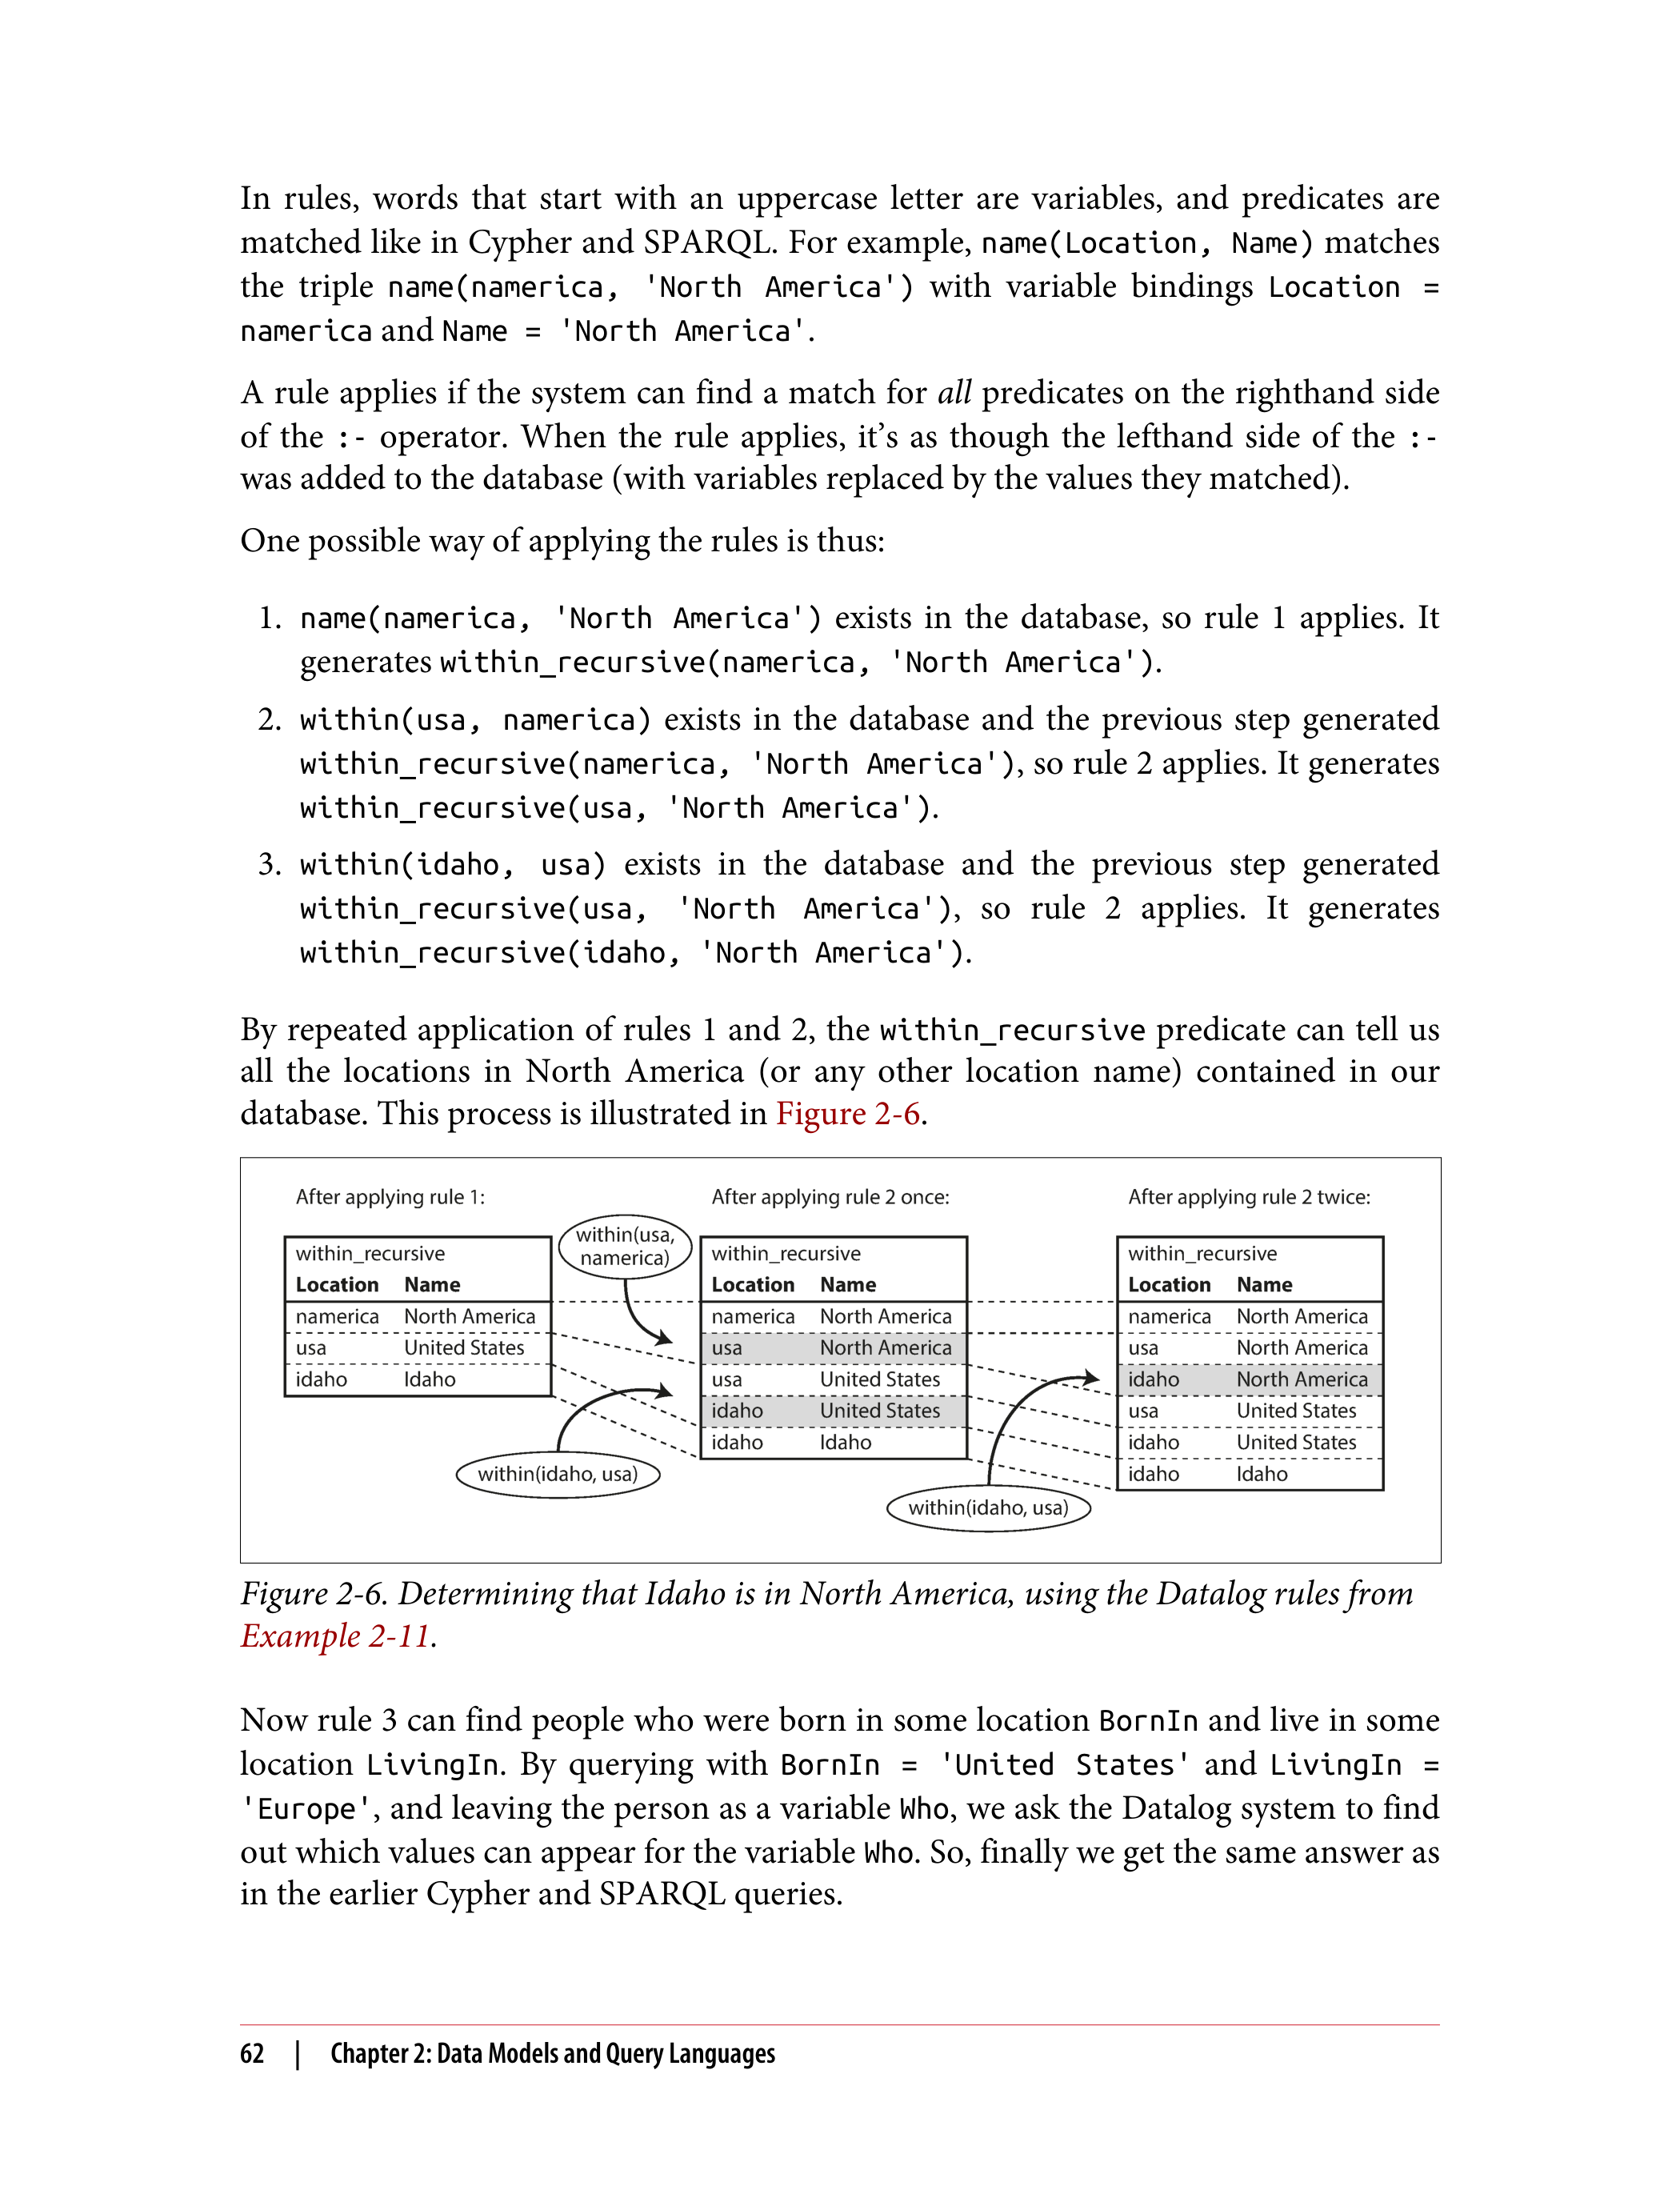 In rules, words that start with an uppercase letter are variables, and predicates are
matched like in Cypher and SPARQL. For example, name(Location, Name) matches
the triple name(namerica, 'North America') with variable bindings Location =
namerica and Name = 'North America'.
A rule applies if the system can find a match for all predicates on the righthand side
of the :- operator. When the rule applies, it’s as though the lefthand side of the :-
was added to the database (with variables replaced by the values they matched).
One possible way of applying the rules is thus:
1. name(namerica, 'North America') exists in the database, so rule 1 applies. It
generates within_recursive(namerica, 'North America').
2. within(usa, namerica) exists in the database and the previous step generated
within_recursive(namerica, 'North America'), so rule 2 applies. It generates
within_recursive(usa, 'North America').
3. within(idaho, usa) exists in the database and the previous step generated
within_recursive(usa, 'North America'), so rule 2 applies. It generates
within_recursive(idaho, 'North America').
By repeated application of rules 1 and 2, the within_recursive predicate can tell us
all the locations in North America (or any other location name) contained in our
database. This process is illustrated in Figure 2-6.
After applying rule 1:
within_recursive
Location Name
namerica North America
usa United States
idaho Idaho
within(usa,
namerica)
within(idaho, usa)
After applying rule 2 once:
within_recursive
Location Name
namerica North America
usa North America
usa United States
idaho United States
idaho Idaho
within(idaho, usa)
After applying rule 2 twice:
within_recursive
Location Name
namerica North America
usa North America
idaho North America
usa United States
idaho United States
idaho Idaho
Figure 2-6. Determining that Idaho is in North America, using the Datalog rules from
Example 2-11.
Now rule 3 can find people who were born in some location BornIn and live in some
location LivingIn. By querying with BornIn = 'United States' and LivingIn =
'Europe', and leaving the person as a variable Who, we ask the Datalog system to find
out which values can appear for the variable Who. So, finally we get the same answer as
in the earlier Cypher and SPARQL queries.
62 | Chapter 2: Data Models and Query Languages